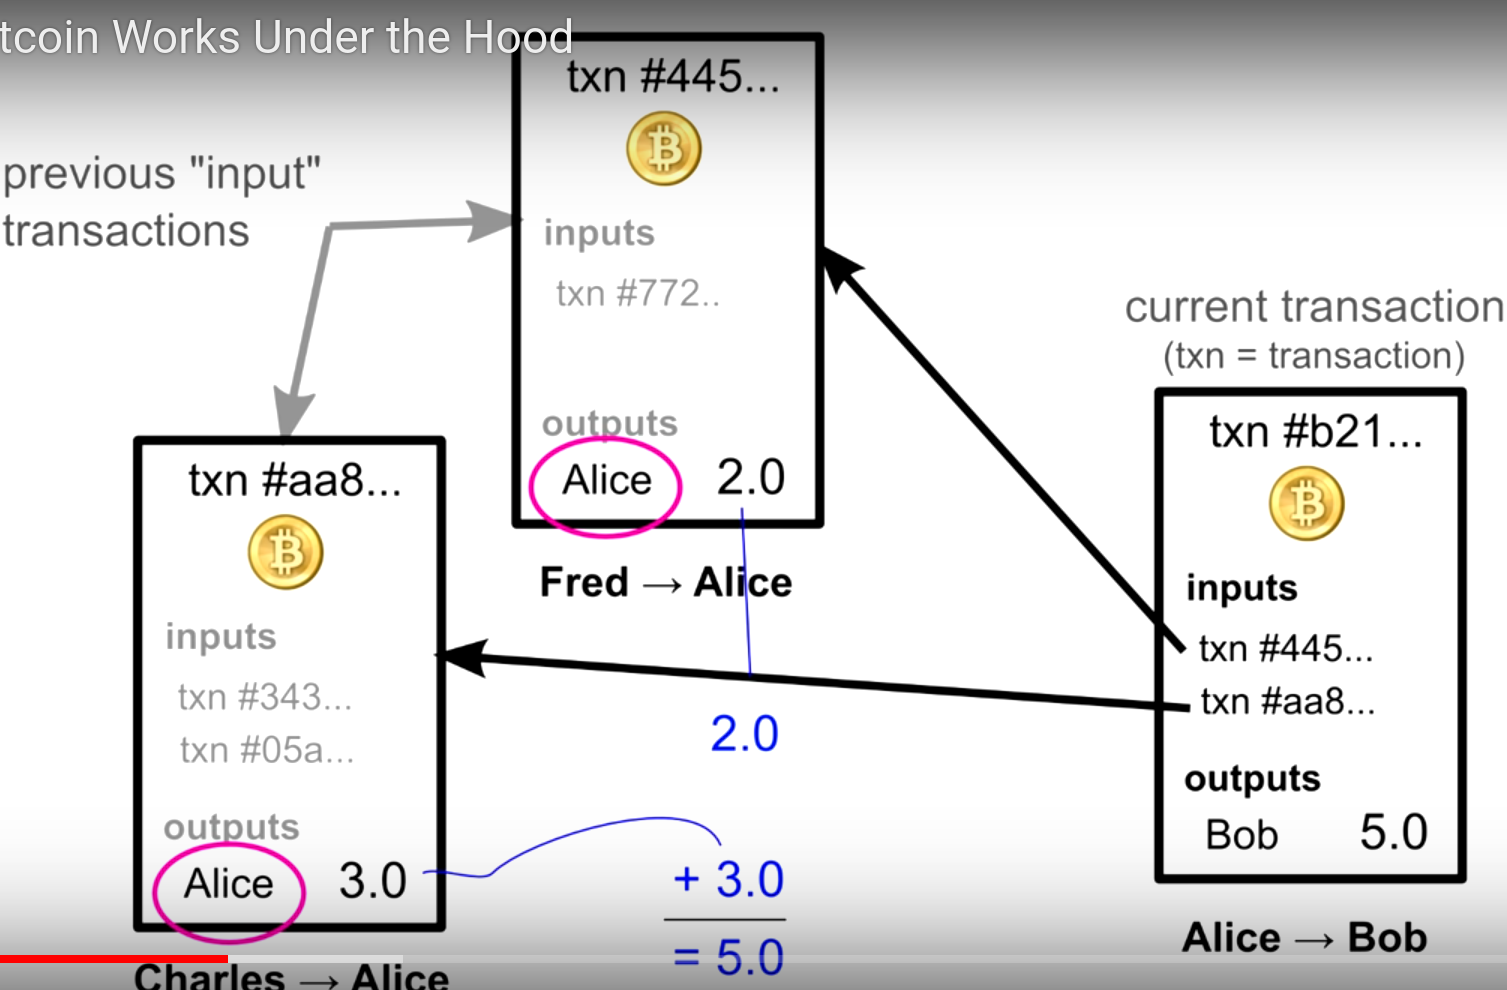 tcoin Works Under the Hood
txn #445...
previous "input"
transactions
inputs
txn #772..
outputs
Alice 2.0
Fred → Alice
txn #aa8...
inputs
txn #343...
txn #05a...
outputs
Alice 3.0
Charles → Alice
2.0
+ 3.0
= 5.0
current transaction
(txn = transaction)
txn #b21...
inputs
txn #445...
txn #aa8...
outputs
Bob 5.0
Alice → Bob